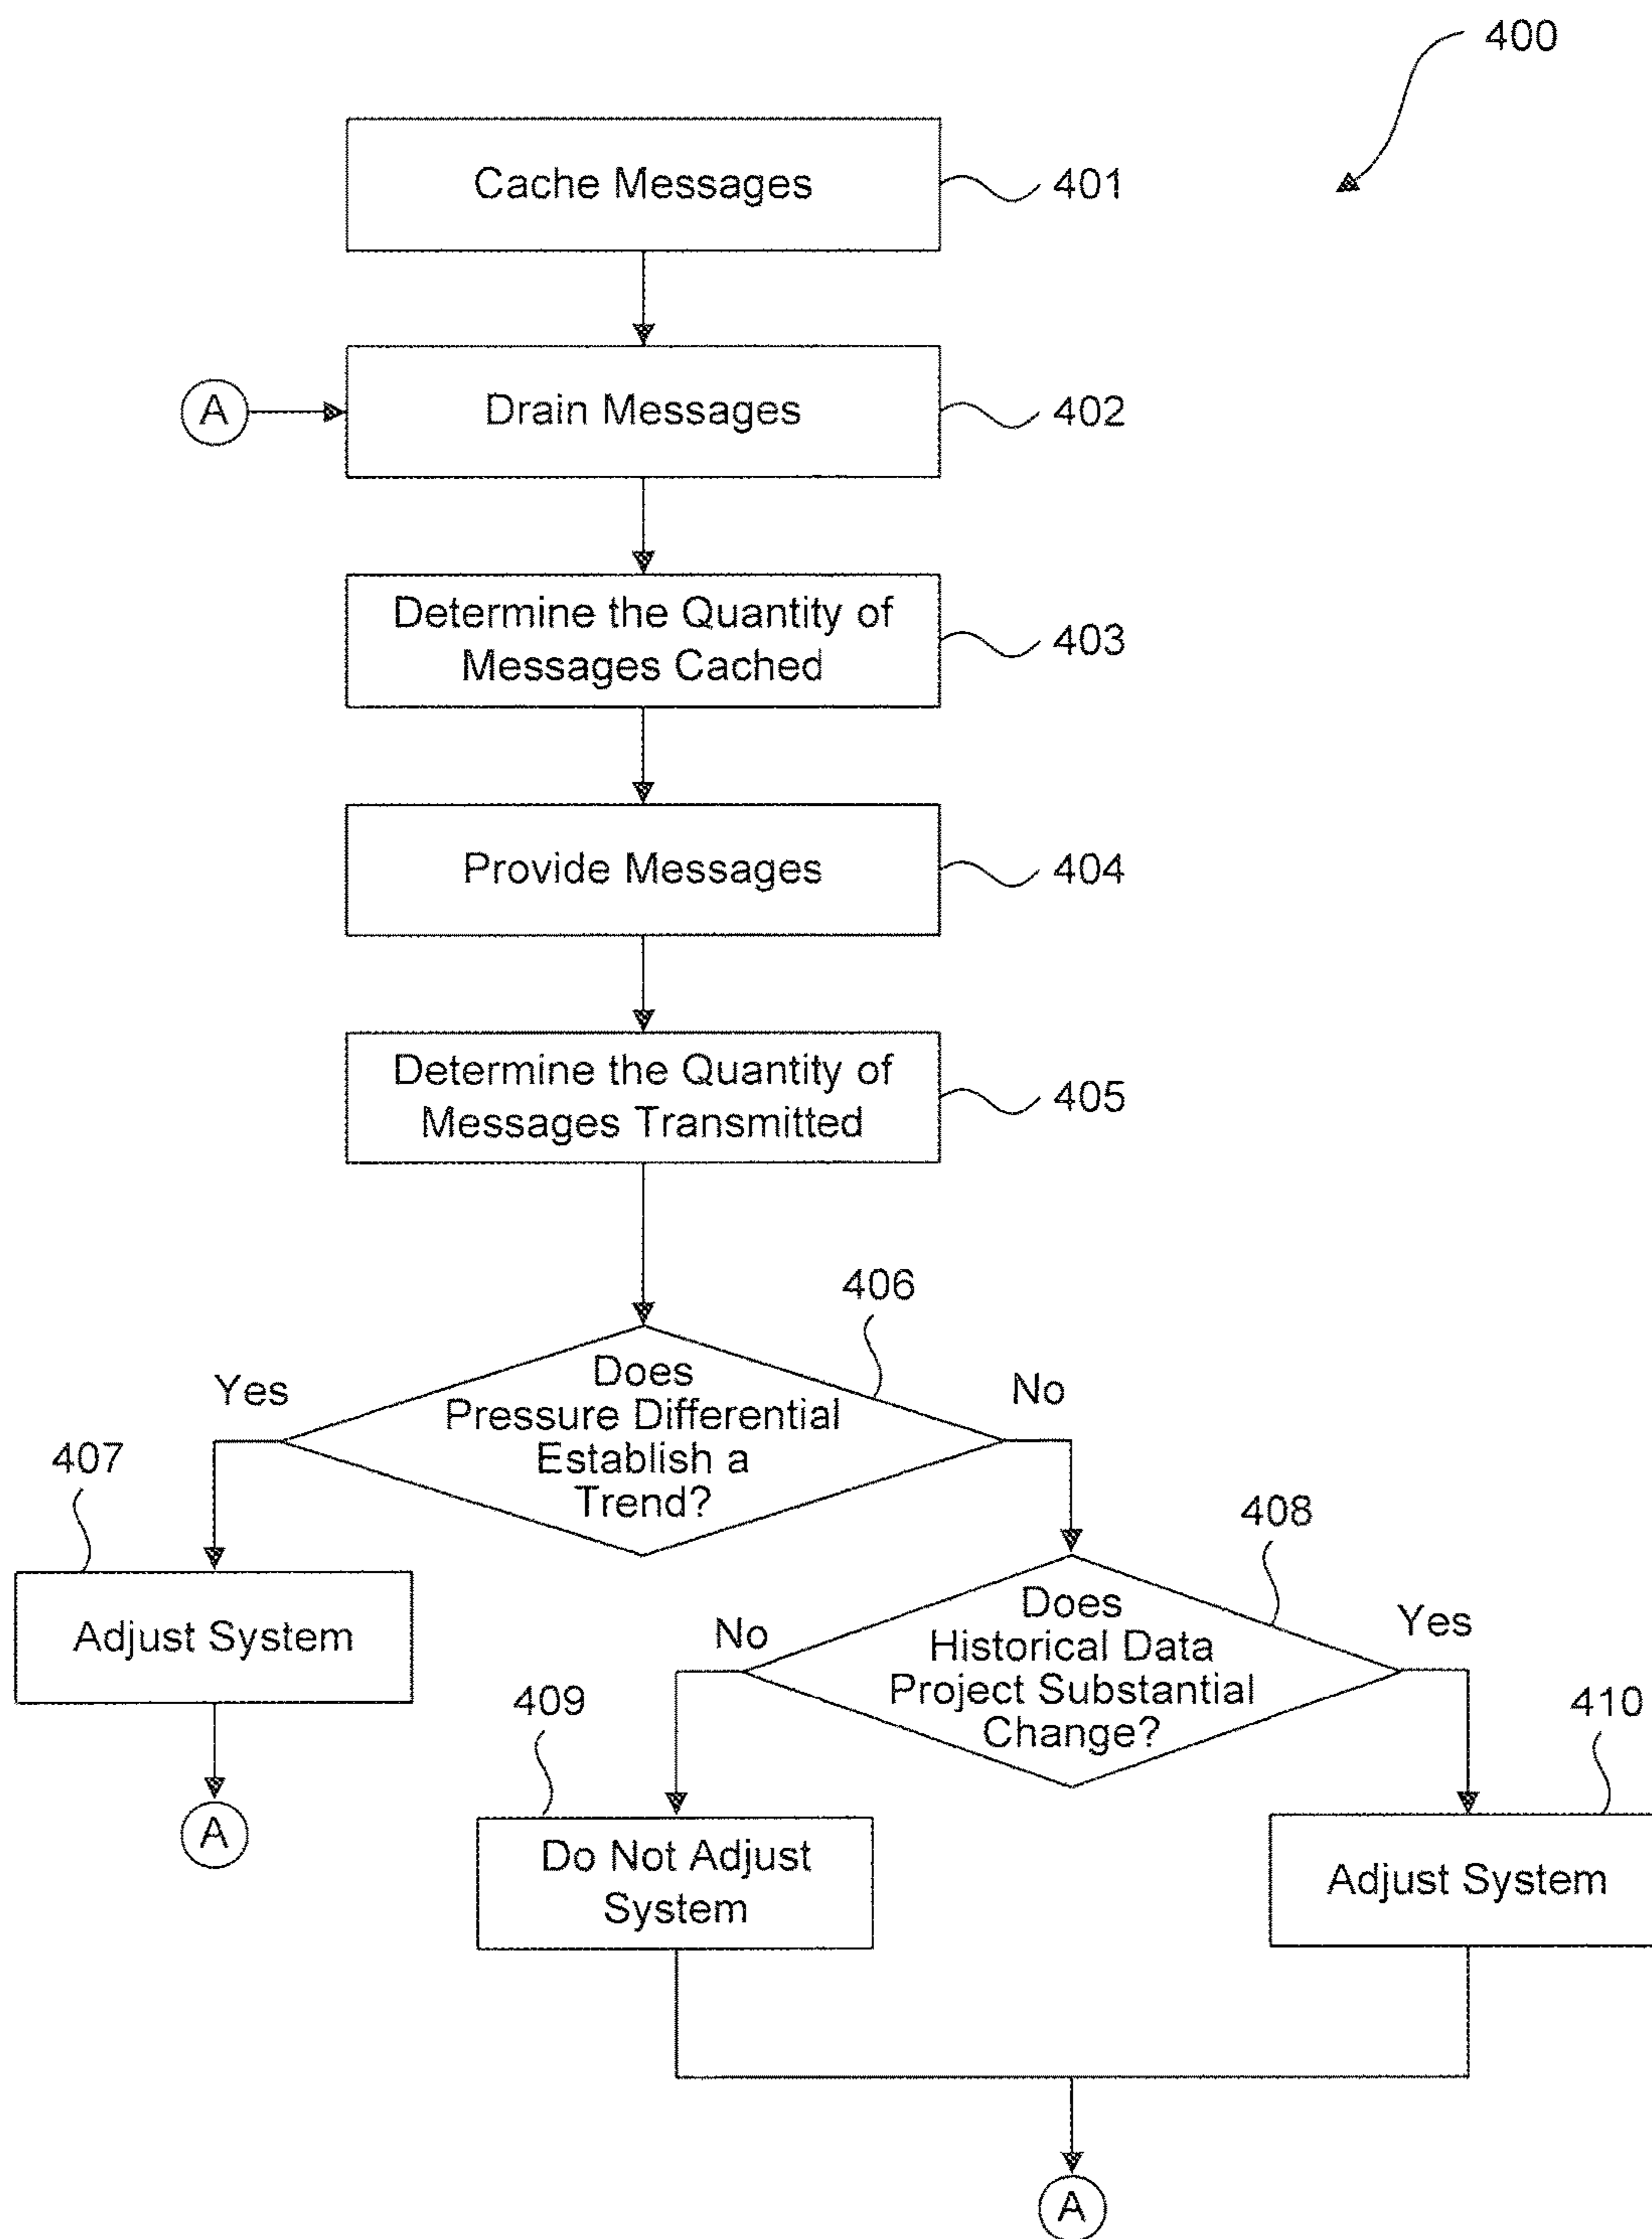 400
Cache Messages
401
A
Drain Messages
402
Determine the Quantity of
Messages Cached
403
Provide Messages
404
Determine the Quantity of
Messages Transmitted
405
406
Yes
Does
Pressure Differential
Establish a
Trend?
No
407
Adjust System
A
408
No
Does
Historical Data
Project Substantial
Change?
Yes
409
Do Not Adjust
System
410
Adjust System
A